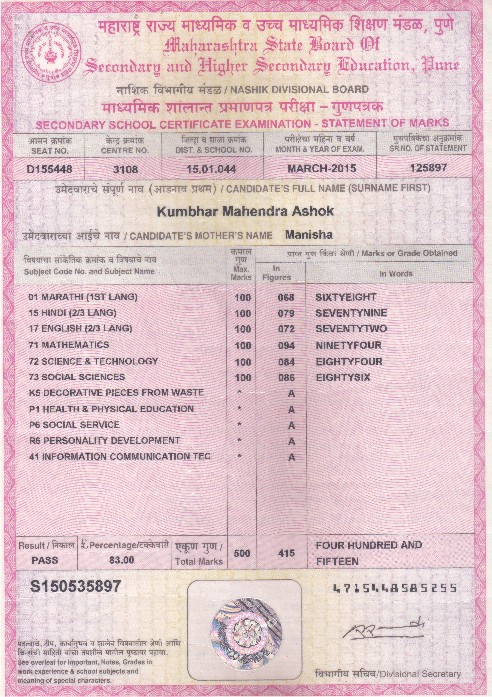 महाराष्ट्र राज्य माध्यमिक व उच्च माध्यमिक शिक्षण मंडळ, पुणे
Maharashtra State Board Of
Secondary and Higher Secondary Education, Pune
नाशिक विभागीय मंडळ / NASHIK DIVISIONAL BOARD
माध्यमिक शालान्त प्रमाणपत्र परीक्षा – गुणपत्रक
SECONDARY SCHOOL CERTIFICATE EXAMINATION - STATEMENT OF MARKS
आसन क्रमांक केन्द्र क्रमांक जिल्हा व शाळा क्रमांक परीक्षेचा महिना व वर्ष गुणपत्रिकेचा अनुक्रमांक
SEAT NO. CENTRE NO. DIST. & SCHOOL NO. MONTH & YEAR OF EXAM. SR.NO. OF STATEMENT
D155448 3108 15.01.044 MARCH-2015 125897
उमेदवाराचे संपूर्ण नाव (आडनाव प्रथम) / CANDIDATE'S FULL NAME (SURNAME FIRST)
Kumbhar Mahendra Ashok
उमेदवाराच्या आईचे नाव / CANDIDATE'S MOTHER'S NAME Manisha
विषयाचा सांकेतिक क्रमांक व विषयाचे नाव
Subject Code No. and Subject Name
कमाल गुण
Max. Marks
प्राप्त गुण किंवा श्रेणी / Marks or Grade Obtained
In Figures In Words
01 MARATHI (1ST LANG) 100 068 SIXTYEIGHT
15 HINDI (2/3 LANG) 100 079 SEVENTYNINE
17 ENGLISH (2/3 LANG) 100 072 SEVENTYTWO
71 MATHEMATICS 100 094 NINETYFOUR
72 SCIENCE & TECHNOLOGY 100 084 EIGHTYFOUR
73 SOCIAL SCIENCES 100 086 EIGHTYSIX
K5 DECORATIVE PIECES FROM WASTE * A
P1 HEALTH & PHYSICAL EDUCATION * A
P6 SOCIAL SERVICE * A
R6 PERSONALITY DEVELOPMENT * A
41 INFORMATION COMMUNICATION TEC * A
Result / निकाल Percentage/टक्केवारी एकूण गुण / 500 415 FOUR HUNDRED AND
PASS 83.00 Total Marks FIFTEEN
S150535897 4715448585255
See overleaf for Important, Notes, Grades in
work experience & school subjects and
meaning of special characters.
विभागीय सचिव/Divisional Secretary